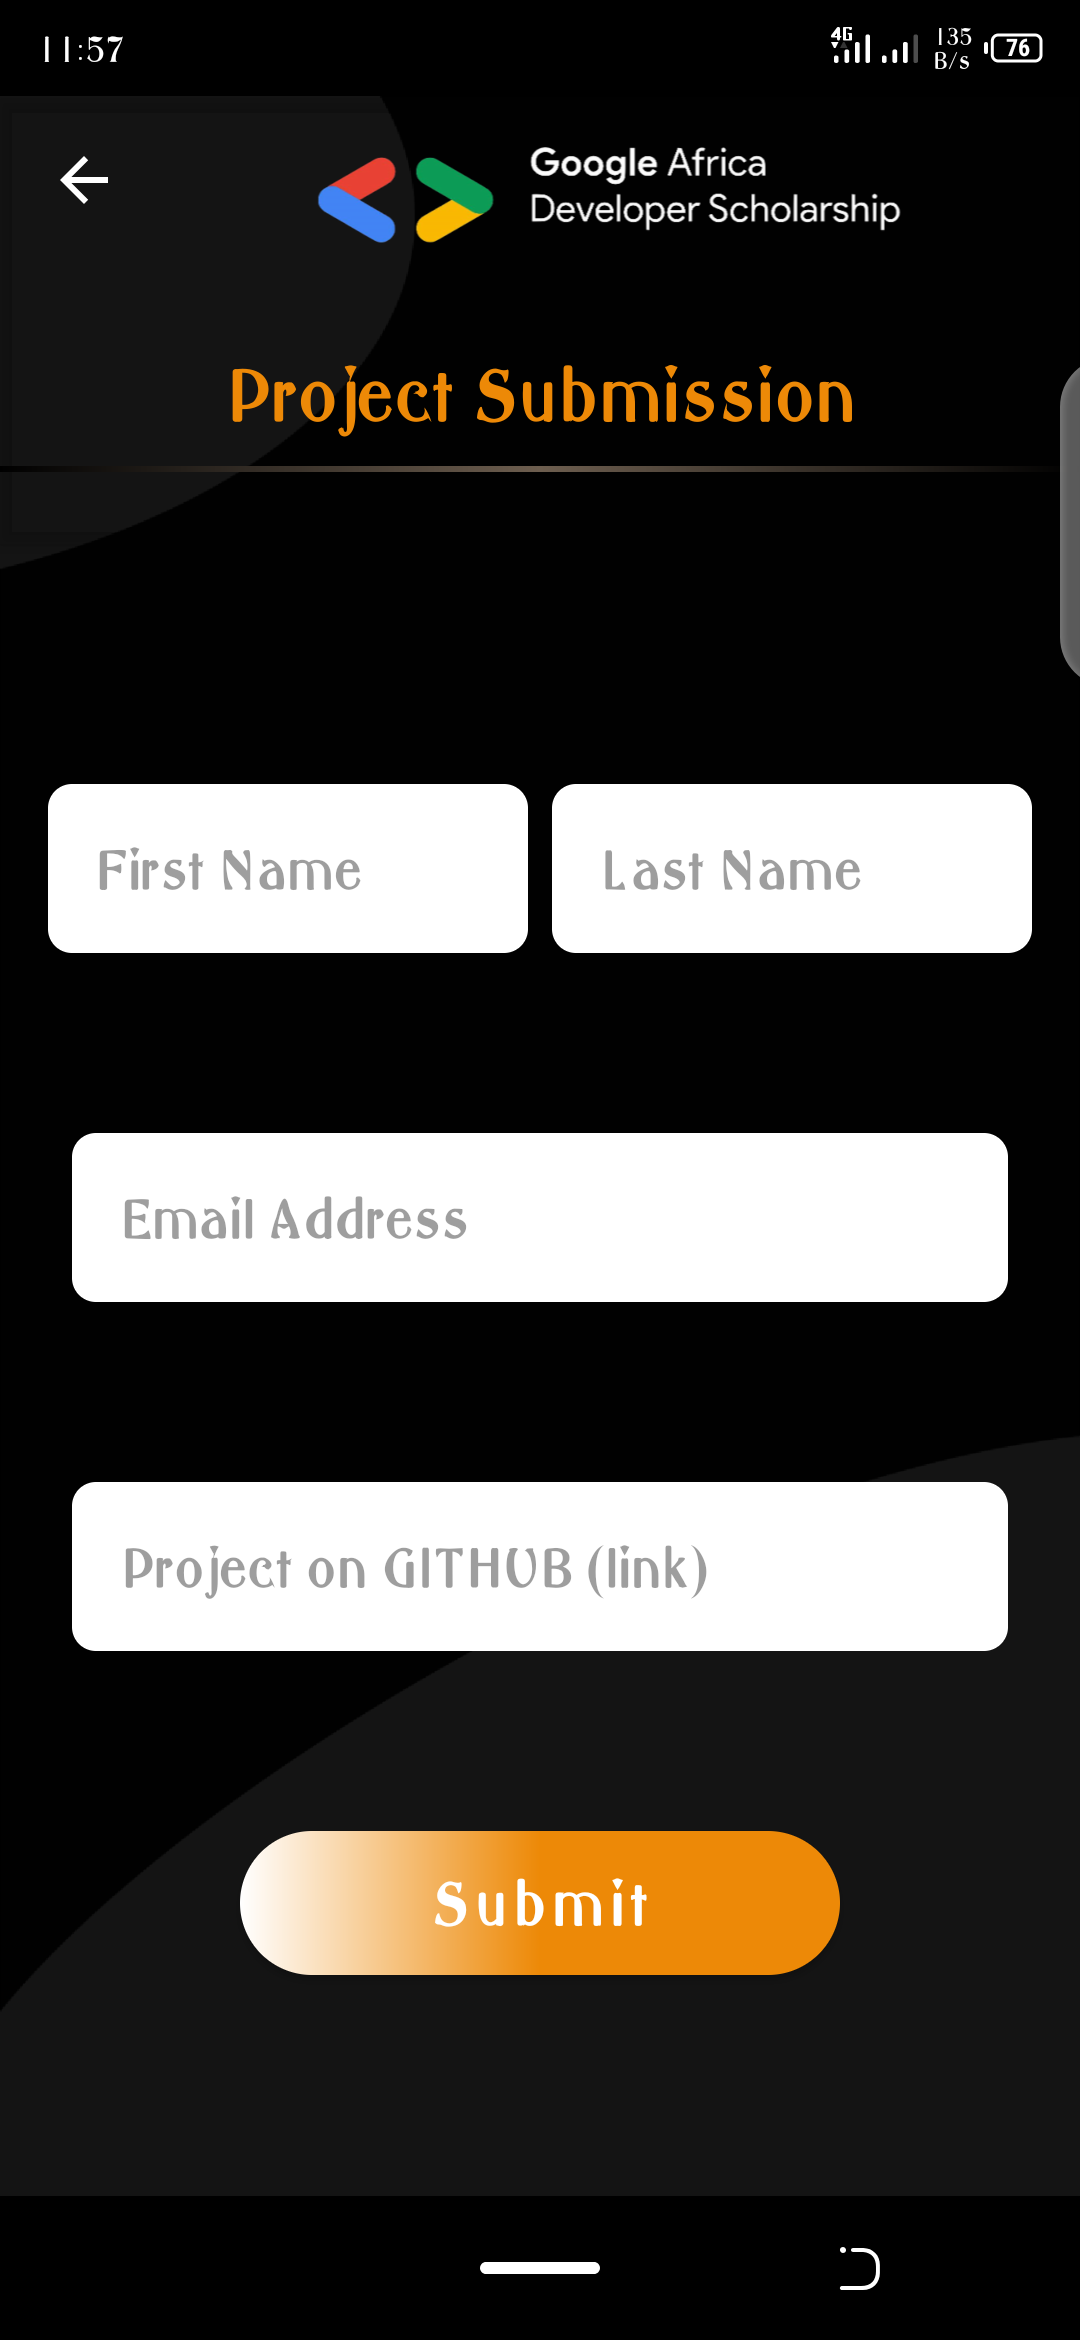 11:57
4G
135
B/s
76
Google Africa
Developer Scholarship
Project Submission
First Name
Last Name
Email Address
Project on GITHUB (link)
Submit